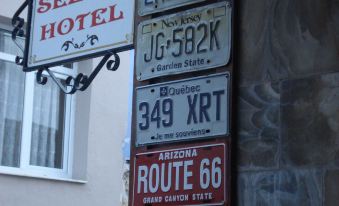 HOTEL
New Jersey
JG·582K
Garden State
Québec
349 XRT
Je me souviens
ARIZONA
ROUTE 66
GRAND CANYON STATE